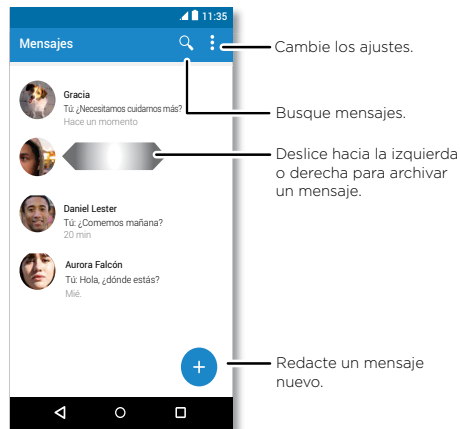 11:35
Mensajes
Cambie los ajustes.
Gracia
Tú: ¿Necesitamos cuidarnos más?
Hace un momento
Busque mensajes.
Deslice hacia la izquierda
o derecha para archivar
un mensaje.
Daniel Lester
Tú: ¿Comemos mañana?
20 min
Aurora Falcón
Tú: Hola, ¿dónde estás?
Mié.
Redacte un mensaje
nuevo.